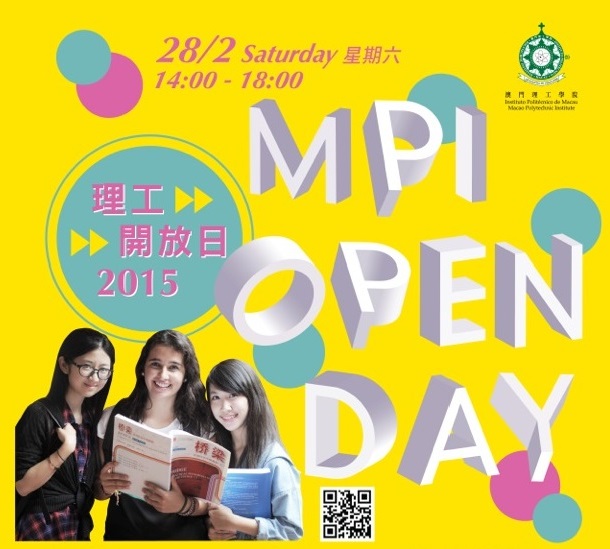 28/2 Saturday 星期六
14:00 - 18:00
澳門理工學院
Instituto Politécnico de Macau
Macao Polytechnic Institute
MPI
OPEN
DAY
理工
開放日
2015
桥梁